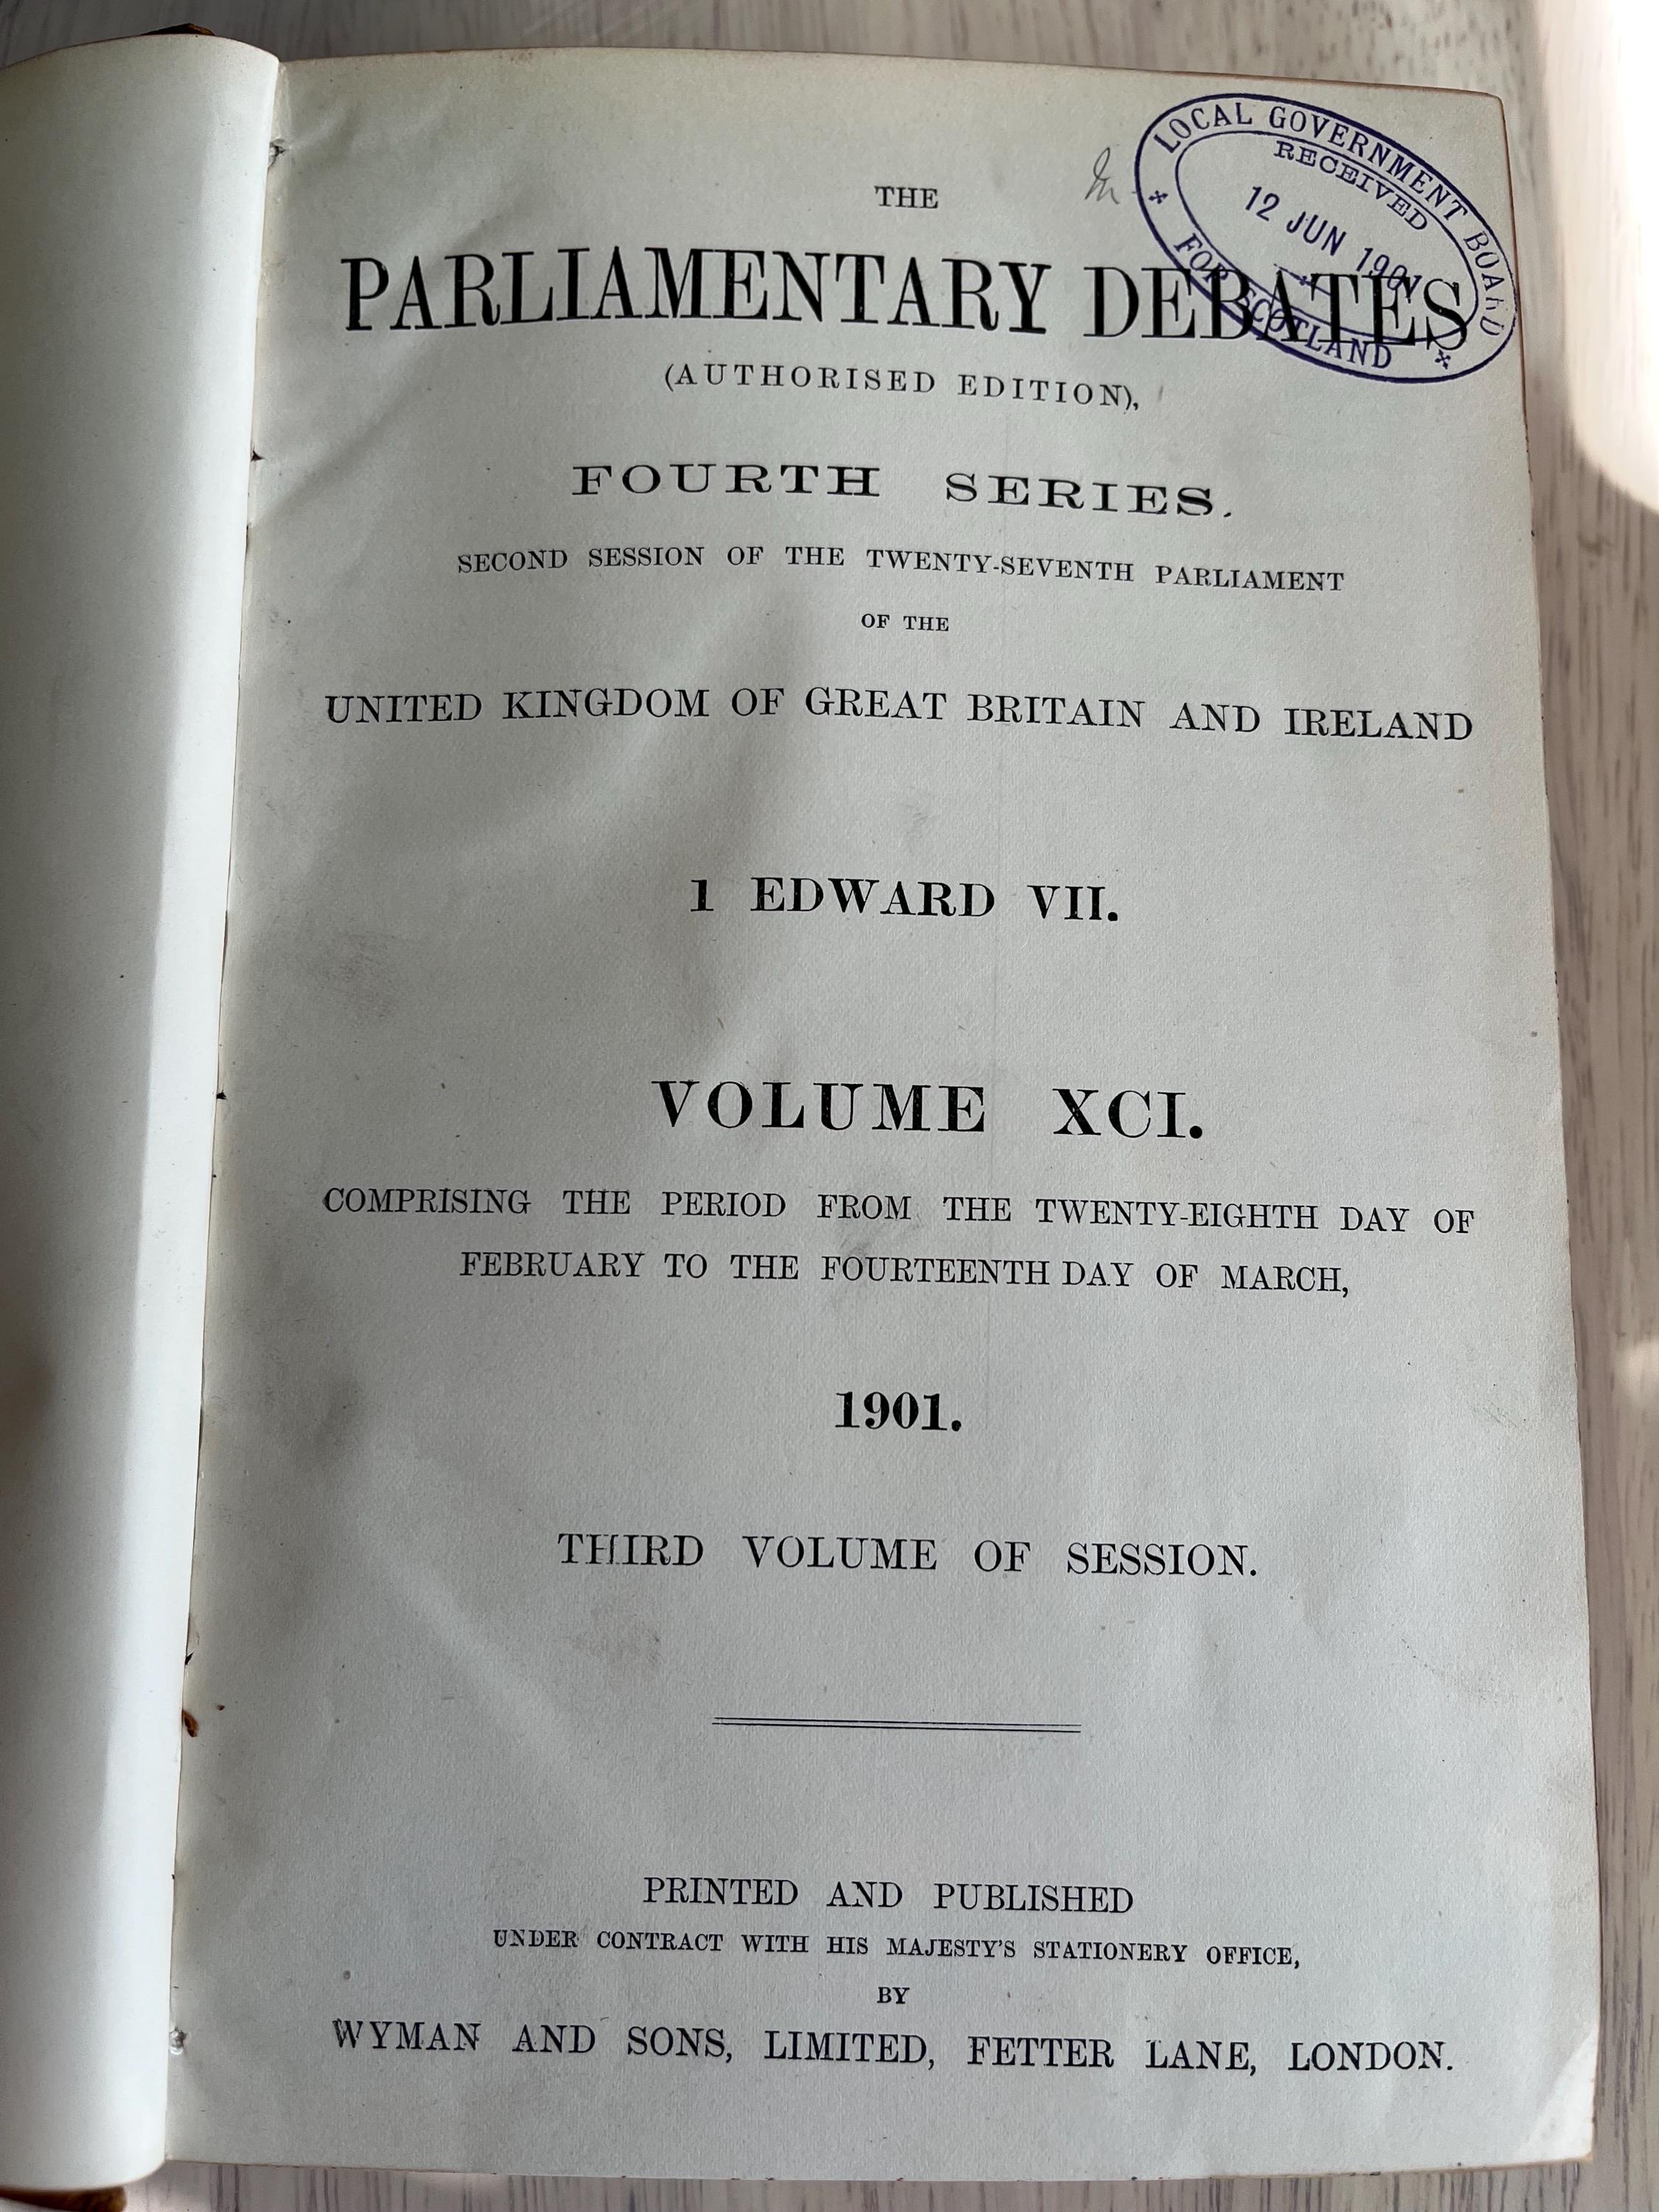 LOCAL GOVERNMENT BOARD
RECEIVED
12 JUN 1901
FOR SCOTLAND
THE
PARLIAMENTARY DEBATES
(AUTHORISED EDITION),
FOURTH SERIES.
SECOND SESSION OF THE TWENTY-SEVENTH PARLIAMENT
OF THE
UNITED KINGDOM OF GREAT BRITAIN AND IRELAND
1 EDWARD VII.
VOLUME XCI.
COMPRISING THE PERIOD FROM THE TWENTY-EIGHTH DAY OF
FEBRUARY TO THE FOURTEENTH DAY OF MARCH,
1901.
THIRD VOLUME OF SESSION.
PRINTED AND PUBLISHED
UNDER CONTRACT WITH HIS MAJESTY'S STATIONERY OFFICE,
BY
WYMAN AND SONS, LIMITED, FETTER LANE, LONDON.